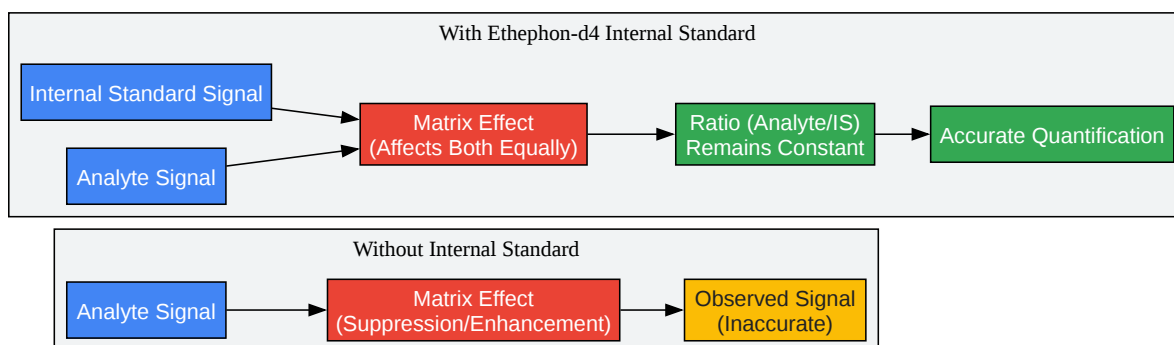 With Ethephon-d4 Internal Standard
Internal Standard Signal
Analyte Signal
Matrix Effect
(Affects Both Equally)
Ratio (Analyte/IS)
Remains Constant
Accurate Quantification
Without Internal Standard
Analyte Signal
Matrix Effect
(Suppression/Enhancement)
Observed Signal
(Inaccurate)